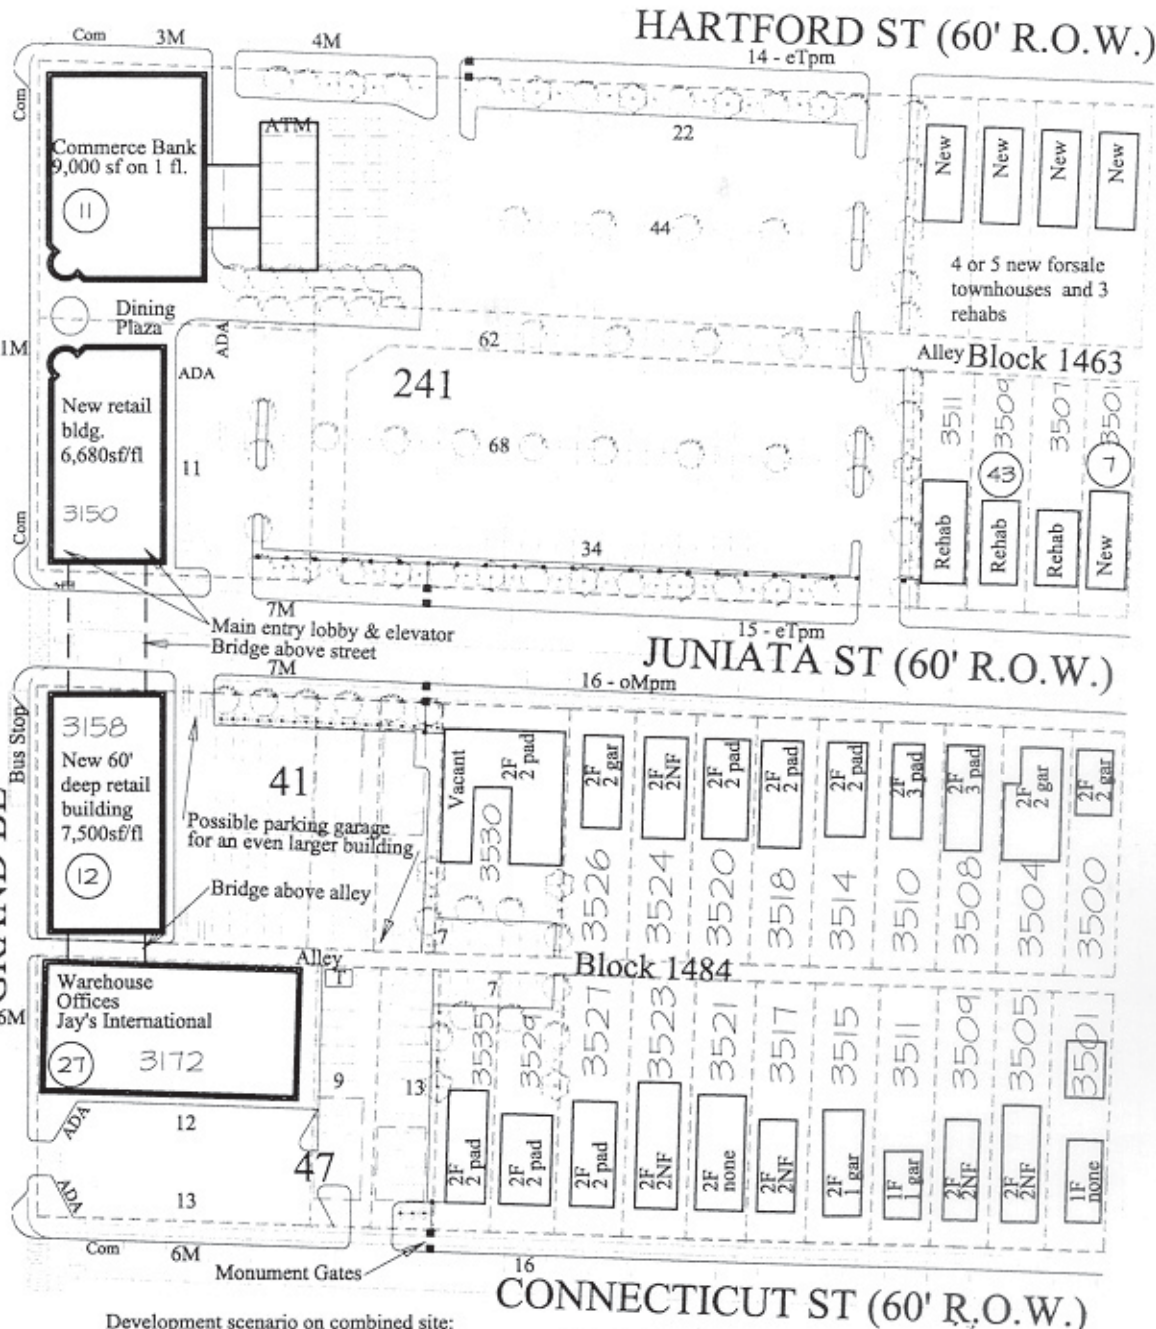 HARTFORD ST (60' R.O.W.)
Com
3M
4M
14 - eTpm
Com
ATM
22
Commerce Bank
9,000 sf on 1 fl.
11
44
New
New
New
New
4 or 5 new forsale
townhouses and 3
rehabs
Dining
Plaza
ADA
1M
62
Alley
Block 1463
ADA
241
New retail
bldg.
6,680sf/fl
3150
11
68
3511
3509
3507
3501
43
7
Com
34
Rehab
Rehab
Rehab
New
7M
15 - eTpm
Main entry lobby & elevator
Bridge above street
7M
JUNIATA ST (60' R.O.W.)
16 - oMpm
Bus Stop
3158
New 60'
deep retail
building
7,500sf/fl
12
41
Possible parking garage
for an even larger building
Bridge above alley
Vacant
2F
2 pad
3530
2F
2 gar
2F
2NF
2F
2 pad
2F
2 pad
2F
2 pad
2F
3 pad
2F
3 pad
2F
2 gar
2F
2 gar
3526
3524
3520
3518
3514
3510
3508
3504
3500
7
Alley
Block 1484
GRAND
6M
Warehouse
Offices
Jay's International
27
3172
T
7
9
13
3535
3529
3527
3523
3521
3517
3515
3511
3509
3505
3501
ADA
12
47
ADA
13
2F
2 pad
2F
2 pad
2F
2 pad
2F
2NF
2F
none
2F
2NF
2F
1 gar
1F
1 gar
2F
2NF
2F
2NF
1F
none
Com
6M
Monument Gates
16
CONNECTICUT ST (60' R.O.W.)
Development scenario on combined site: